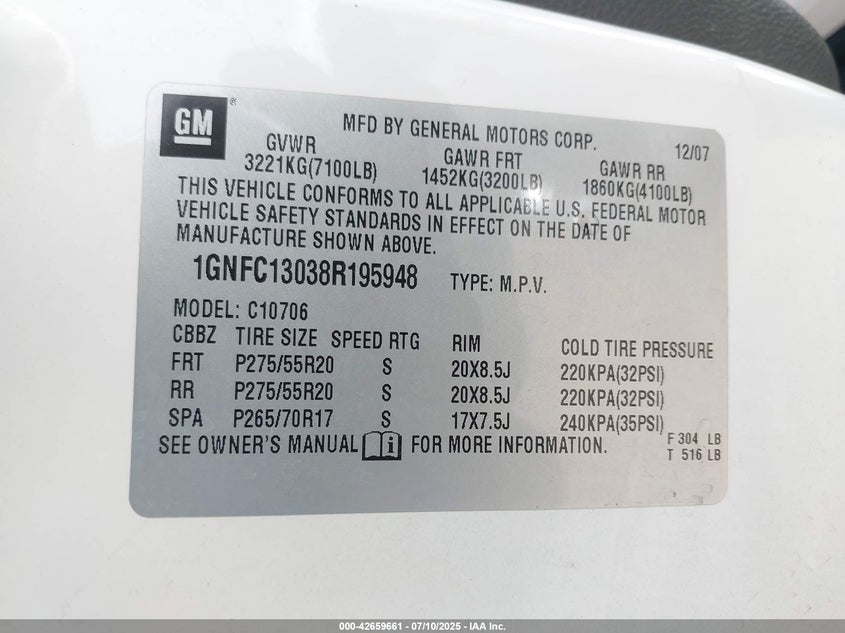 GM®
MFD BY GENERAL MOTORS CORP. 12/07
GVWR GAWR FRT GAWR RR
3221KG(7100LB) 1452KG(3200LB) 1860KG(4100LB)
THIS VEHICLE CONFORMS TO ALL APPLICABLE U.S. FEDERAL MOTOR
VEHICLE SAFETY STANDARDS IN EFFECT ON THE DATE OF
MANUFACTURE SHOWN ABOVE.
1GNFC13038R195948 TYPE: M.P.V.
MODEL: C10706
CBBZ TIRE SIZE SPEED RTG RIM COLD TIRE PRESSURE
FRT P275/55R20 S 20X8.5J 220KPA(32PSI)
RR P275/55R20 S 20X8.5J 220KPA(32PSI)
SPA P265/70R17 S 17X7.5J 240KPA(35PSI)
SEE OWNER'S MANUAL FOR MORE INFORMATION.
F 304 LB
T 516 LB
000-42659661 - 07/10/2025 - IAA Inc.